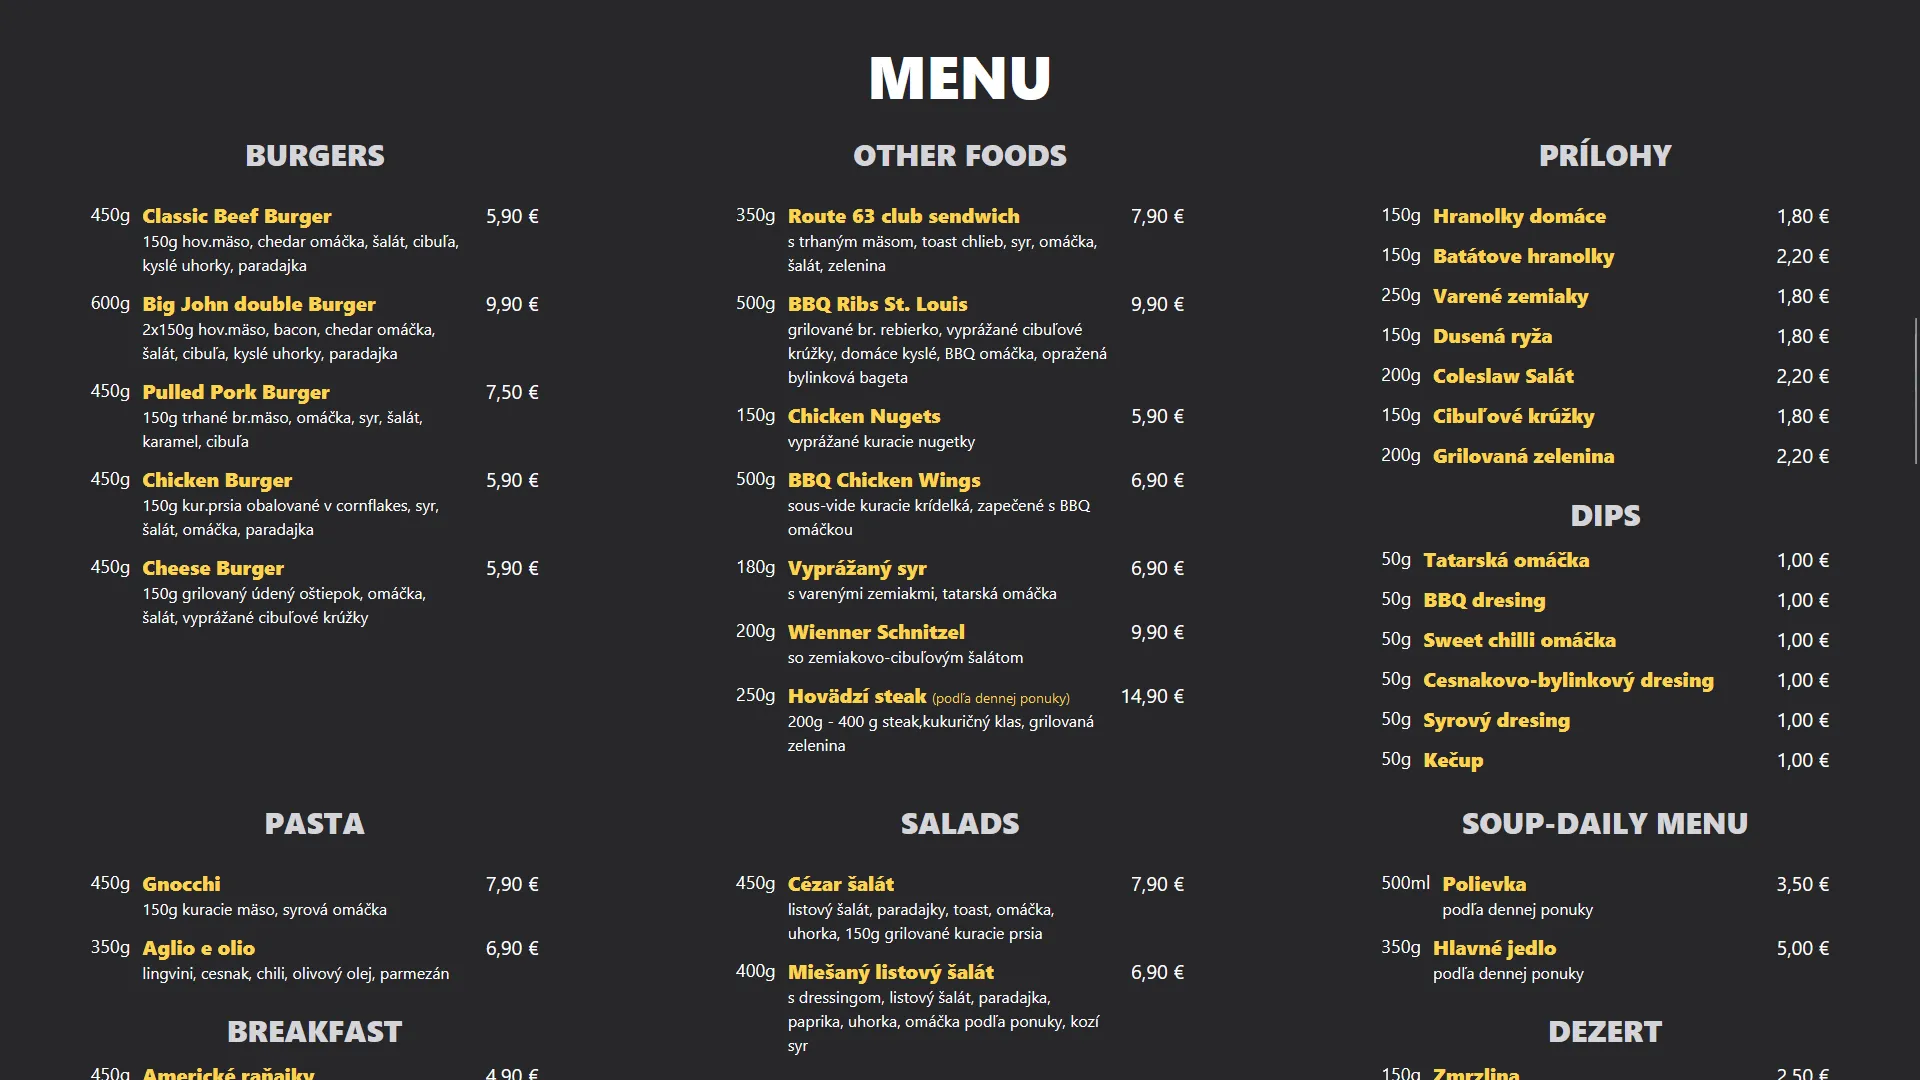 MENU
BURGERS
450g Classic Beef Burger 5,90 €
150g hov.mäso, chedar omáčka, šalát, cibuľa,
kyslé uhorky, paradajka
600g Big John double Burger 9,90 €
2x150g hov.mäso, bacon, chedar omáčka,
šalát, cibuľa, kyslé uhorky, paradajka
450g Pulled Pork Burger 7,50 €
150g trhané br.mäso, omáčka, syr, šalát,
karamel, cibuľa
450g Chicken Burger 5,90 €
150g kur.prsia obalované v cornflakes, syr,
šalát, omáčka, paradajka
450g Cheese Burger 5,90 €
150g grilovaný údený oštiepok, omáčka,
šalát, vyprážané cibuľové krúžky
OTHER FOODS
350g Route 63 club sendwich 7,90 €
s trhaným mäsom, toast chlieb, syr, omáčka,
šalát, zelenina
500g BBQ Ribs St. Louis 9,90 €
grilované br. rebierko, vyprážané cibuľové
krúžky, domáce kyslé, BBQ omáčka, opražená
bylinková bageta
150g Chicken Nugets 5,90 €
vyprážané kuracie nugetky
500g BBQ Chicken Wings 6,90 €
sous-vide kuracie krídelká, zapečené s BBQ
omáčkou
180g Vyprážaný syr 6,90 €
s varenými zemiakmi, tatarská omáčka
200g Wienner Schnitzel 9,90 €
so zemiakovo-cibuľovým šalátom
250g Hovädzí steak (podľa dennej ponuky) 14,90 €
200g - 400 g steak,kukuričný klas, grilovaná
zelenina
PRÍLOHY
150g Hranolky domáce 1,80 €
150g Batátove hranolky 2,20 €
250g Varené zemiaky 1,80 €
150g Dusená ryža 1,80 €
200g Coleslaw Salát 2,20 €
150g Cibuľové krúžky 1,80 €
200g Grilovaná zelenina 2,20 €
DIPS
50g Tatarská omáčka 1,00 €
50g BBQ dresing 1,00 €
50g Sweet chilli omáčka 1,00 €
50g Cesnakovo-bylinkový dresing 1,00 €
50g Syrový dresing 1,00 €
50g Kečup 1,00 €
PASTA
450g Gnocchi 7,90 €
150g kuracie mäso, syrová omáčka
350g Aglio e olio 6,90 €
lingvini, cesnak, chili, olivový olej, parmezán
SALADS
450g Cézar šalát 7,90 €
listový šalát, paradajky, toast, omáčka,
uhorka, 150g grilované kuracie prsia
400g Miešaný listový šalát 6,90 €
s dressingom, listový šalát, paradajka,
paprika, uhorka, omáčka podľa ponuky, kozí
syr
SOUP-DAILY MENU
500ml Polievka 3,50 €
podľa dennej ponuky
350g Hlavné jedlo 5,00 €
podľa dennej ponuky
BREAKFAST
450g Americké raňajky 4,90 €
DEZERT
150g Zmrzlina 2,50 €